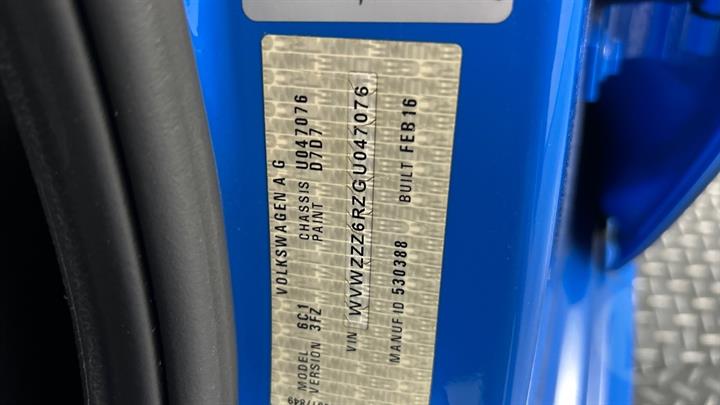 VOLKSWAGEN A G
MODEL 6C1 CHASSIS U047076
VERSION 3FZ PAINT D7D7
VIN WVWZZZ6RZGU047076
MANUF ID 530388 BUILT FEB16